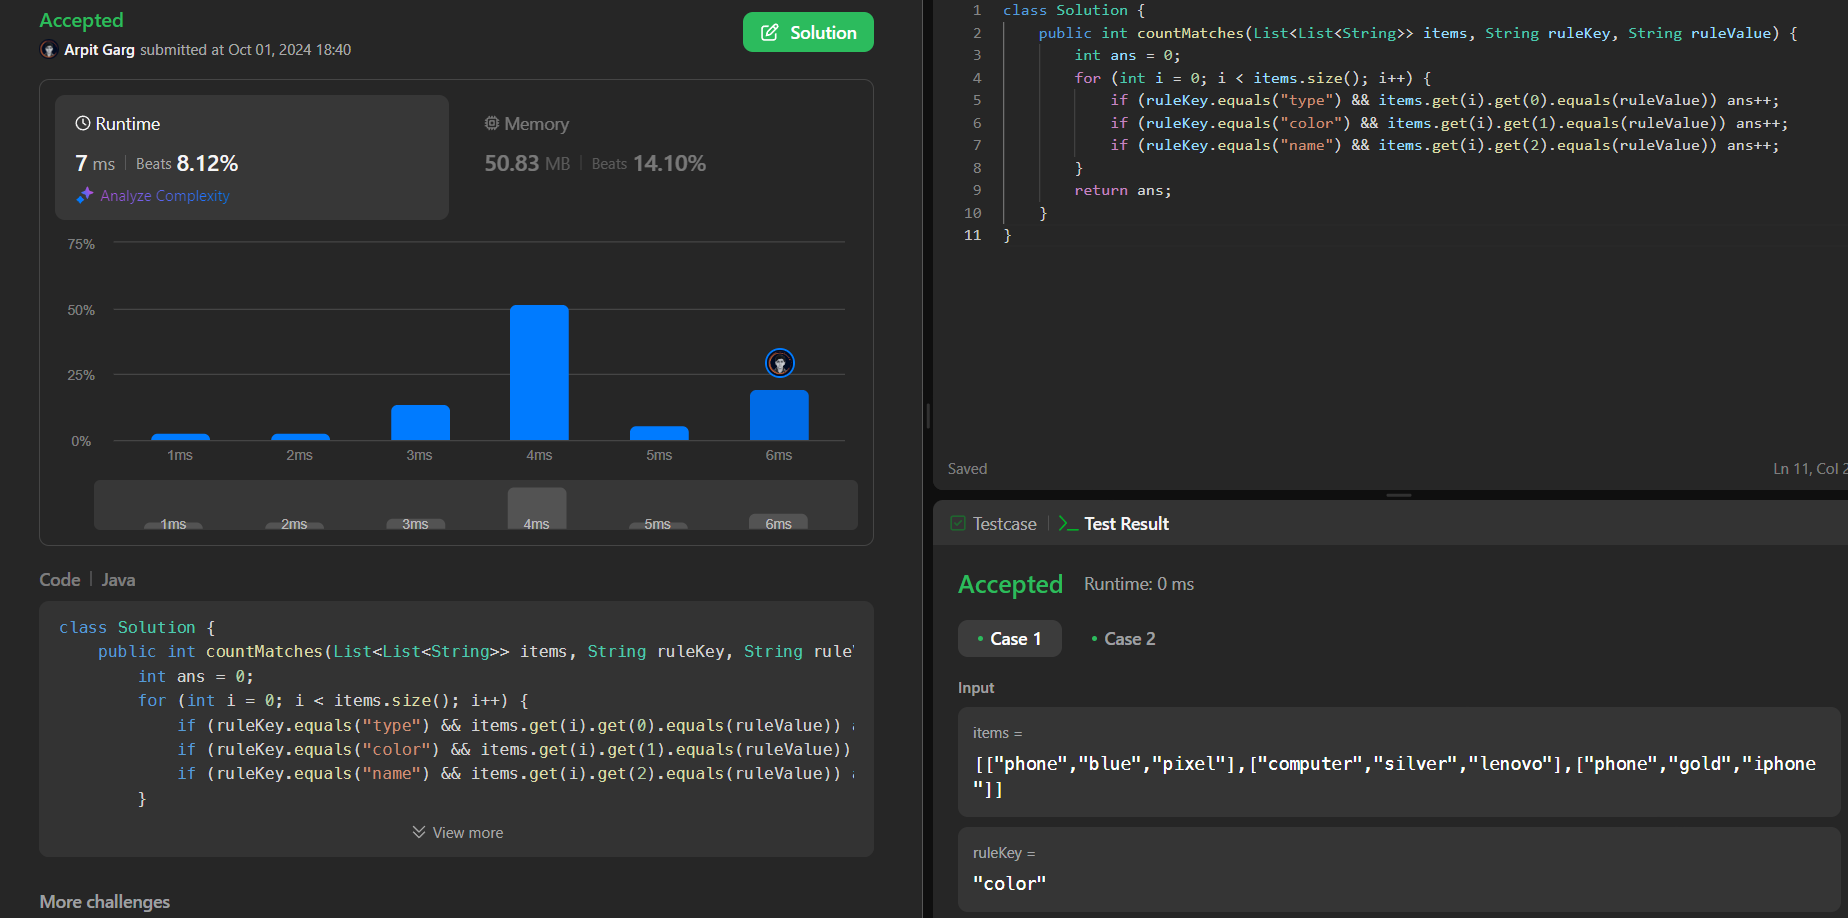 Accepted
Arpit Garg submitted at Oct 01, 2024 18:40
Solution
Runtime
7 ms | Beats 8.12%
Analyze Complexity
Memory
50.83 MB | Beats 14.10%
75%
50%
25%
0%
1ms 2ms 3ms 4ms 5ms 6ms
1ms 2ms 3ms 4ms 5ms 6ms
Code | Java
class Solution {
public int countMatches(List<List<String>> items, String ruleKey, String rule
int ans = 0;
for (int i = 0; i < items.size(); i++) {
if (ruleKey.equals("type") && items.get(i).get(0).equals(ruleValue))
if (ruleKey.equals("color") && items.get(i).get(1).equals(ruleValue))
if (ruleKey.equals("name") && items.get(i).get(2).equals(ruleValue))
}
View more
More challenges
1 class Solution {
2 public int countMatches(List<List<String>> items, String ruleKey, String ruleValue) {
3 int ans = 0;
4 for (int i = 0; i < items.size(); i++) {
5 if (ruleKey.equals("type") && items.get(i).get(0).equals(ruleValue)) ans++;
6 if (ruleKey.equals("color") && items.get(i).get(1).equals(ruleValue)) ans++;
7 if (ruleKey.equals("name") && items.get(i).get(2).equals(ruleValue)) ans++;
8 }
9 return ans;
10 }
11 }
Saved
Ln 11, Col 2
Testcase | Test Result
Accepted Runtime: 0 ms
• Case 1 • Case 2
Input
items =
[["phone","blue","pixel"],["computer","silver","lenovo"],["phone","gold","iphone
"]]
ruleKey =
"color"